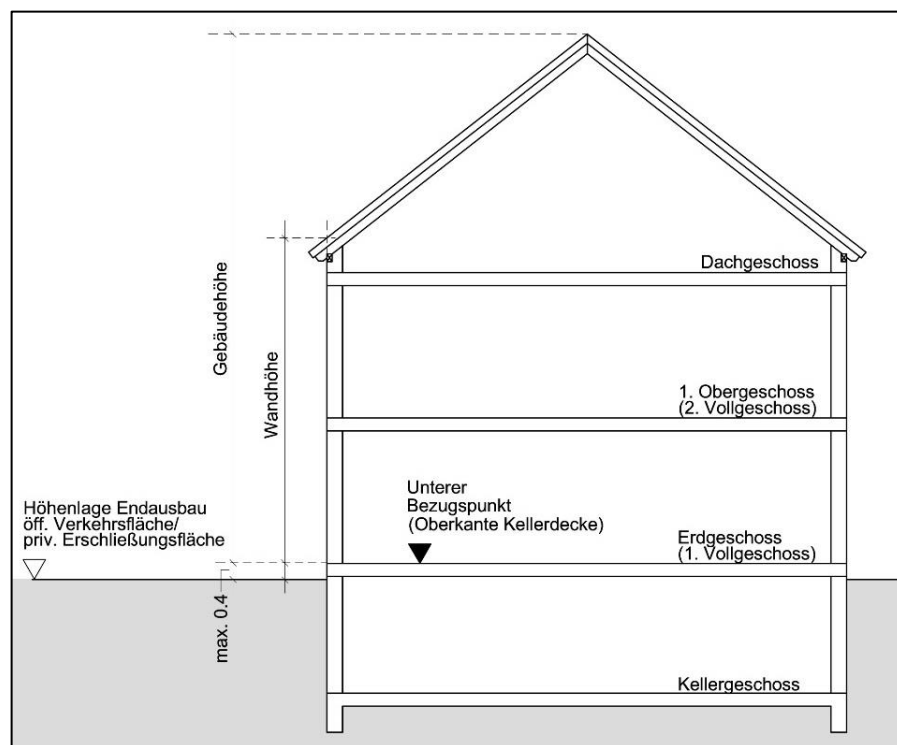 Gebäudehöhe
Wandhöhe
Dachgeschoss
1. Obergeschoss
(2. Vollgeschoss)
Unterer
Bezugspunkt
(Oberkante Kellerdecke)
Höhenlage Endausbau
öff. Verkehrsfläche/
priv. Erschließungsfläche
Erdgeschoss
(1. Vollgeschoss)
max. 0.4
Kellergeschoss